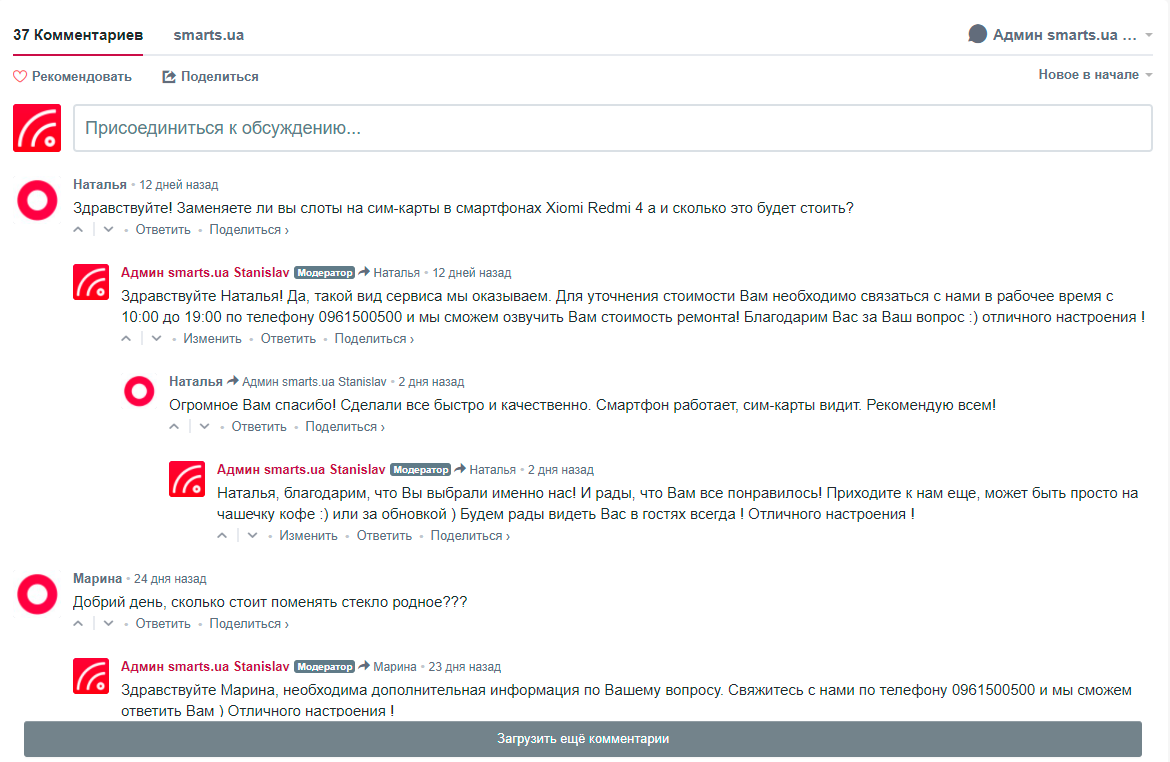 37 Комментариев smarts.ua Админ smarts.ua ...
Рекомендовать Поделиться Новое в начале
Присоединиться к обсуждению...
Наталья • 12 дней назад
Здравствуйте! Заменяете ли вы слоты на сим-карты в смартфонах Xiomi Redmi 4 а и сколько это будет стоить?
• Ответить • Поделиться ›
Админ smarts.ua Stanislav Модератор Наталья • 12 дней назад
Здравствуйте Наталья! Да, такой вид сервиса мы оказываем. Для уточнения стоимости Вам необходимо связаться с нами в рабочее время с
10:00 до 19:00 по телефону 0961500500 и мы сможем озвучить Вам стоимость ремонта! Благодарим Вас за Ваш вопрос :) отличного настроения !
• Изменить • Ответить • Поделиться ›
Наталья Админ smarts.ua Stanislav • 2 дня назад
Огромное Вам спасибо! Сделали все быстро и качественно. Смартфон работает, сим-карты видит. Рекомендую всем!
• Ответить • Поделиться ›
Админ smarts.ua Stanislav Модератор Наталья • 2 дня назад
Наталья, благодарим, что Вы выбрали именно нас! И рады, что Вам все понравилось! Приходите к нам еще, может быть просто на
чашечку кофе :) или за обновкой ) Будем рады видеть Вас в гостях всегда ! Отличного настроения !
• Изменить • Ответить • Поделиться ›
Марина • 24 дня назад
Добрий день, сколько стоит поменять стекло родное???
• Ответить • Поделиться ›
Админ smarts.ua Stanislav Модератор Марина • 23 дня назад
Здравствуйте Марина, необходима дополнительная информация по Вашему вопросу. Свяжитесь с нами по телефону 0961500500 и мы сможем
ответить Вам ) Отличного настроения !
Загрузить ещё комментарии